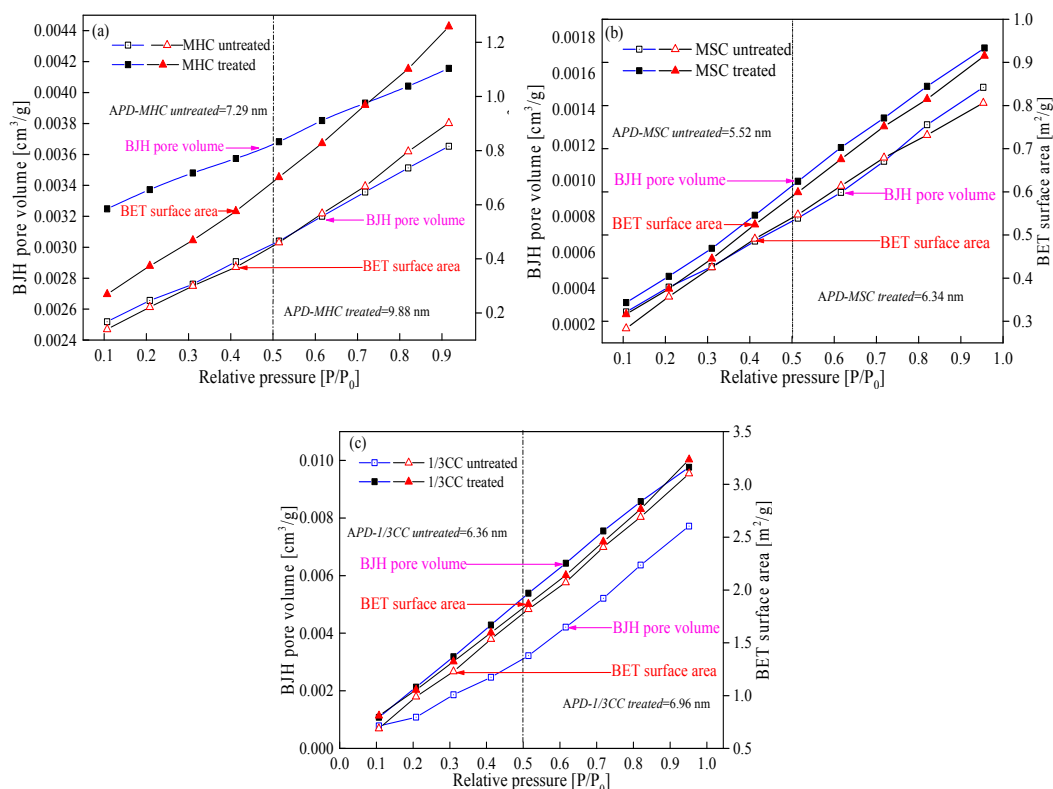 (a)
MHC untreated
MHC treated
APD-MHC untreated=7.29 nm
BJH pore volume
BET surface area
BJH pore volume
BET surface area
APD-MHC treated=9.88 nm
BJH pore volume [cm³/g]
0.0044
0.0042
0.0040
0.0038
0.0036
0.0034
0.0032
0.0030
0.0028
0.0026
0.0024
1.2
1.0
0.8
0.6
0.4
0.2
0.1 0.2 0.3 0.4 0.5 0.6 0.7 0.8 0.9
Relative pressure [P/P₀]
(b)
MSC untreated
MSC treated
APD-MSC untreated=5.52 nm
BJH pore volume
BJH pore volume
BET surface area
BET surface area
APD-MSC treated=6.34 nm
BJH pore volume [cm³/g]
0.0018
0.0016
0.0014
0.0012
0.0010
0.0008
0.0006
0.0004
0.0002
1.0
0.9
0.8
0.7
0.6
0.5
0.4
0.3
BET surface area [m²/g]
0.0 0.1 0.2 0.3 0.4 0.5 0.6 0.7 0.8 0.9 1.0
Relative pressure [P/P₀]
(c)
1/3CC untreated
1/3CC treated
APD-1/3CC untreated=6.36 nm
BJH pore volume
BET surface area
BJH pore volume
BET surface area
APD-1/3CC treated=6.96 nm
BJH pore volume [cm³/g]
0.010
0.008
0.006
0.004
0.002
0.000
3.5
3.0
2.5
2.0
1.5
1.0
0.5
BET surface area [m²/g]
0.0 0.1 0.2 0.3 0.4 0.5 0.6 0.7 0.8 0.9 1.0
Relative pressure [P/P₀]